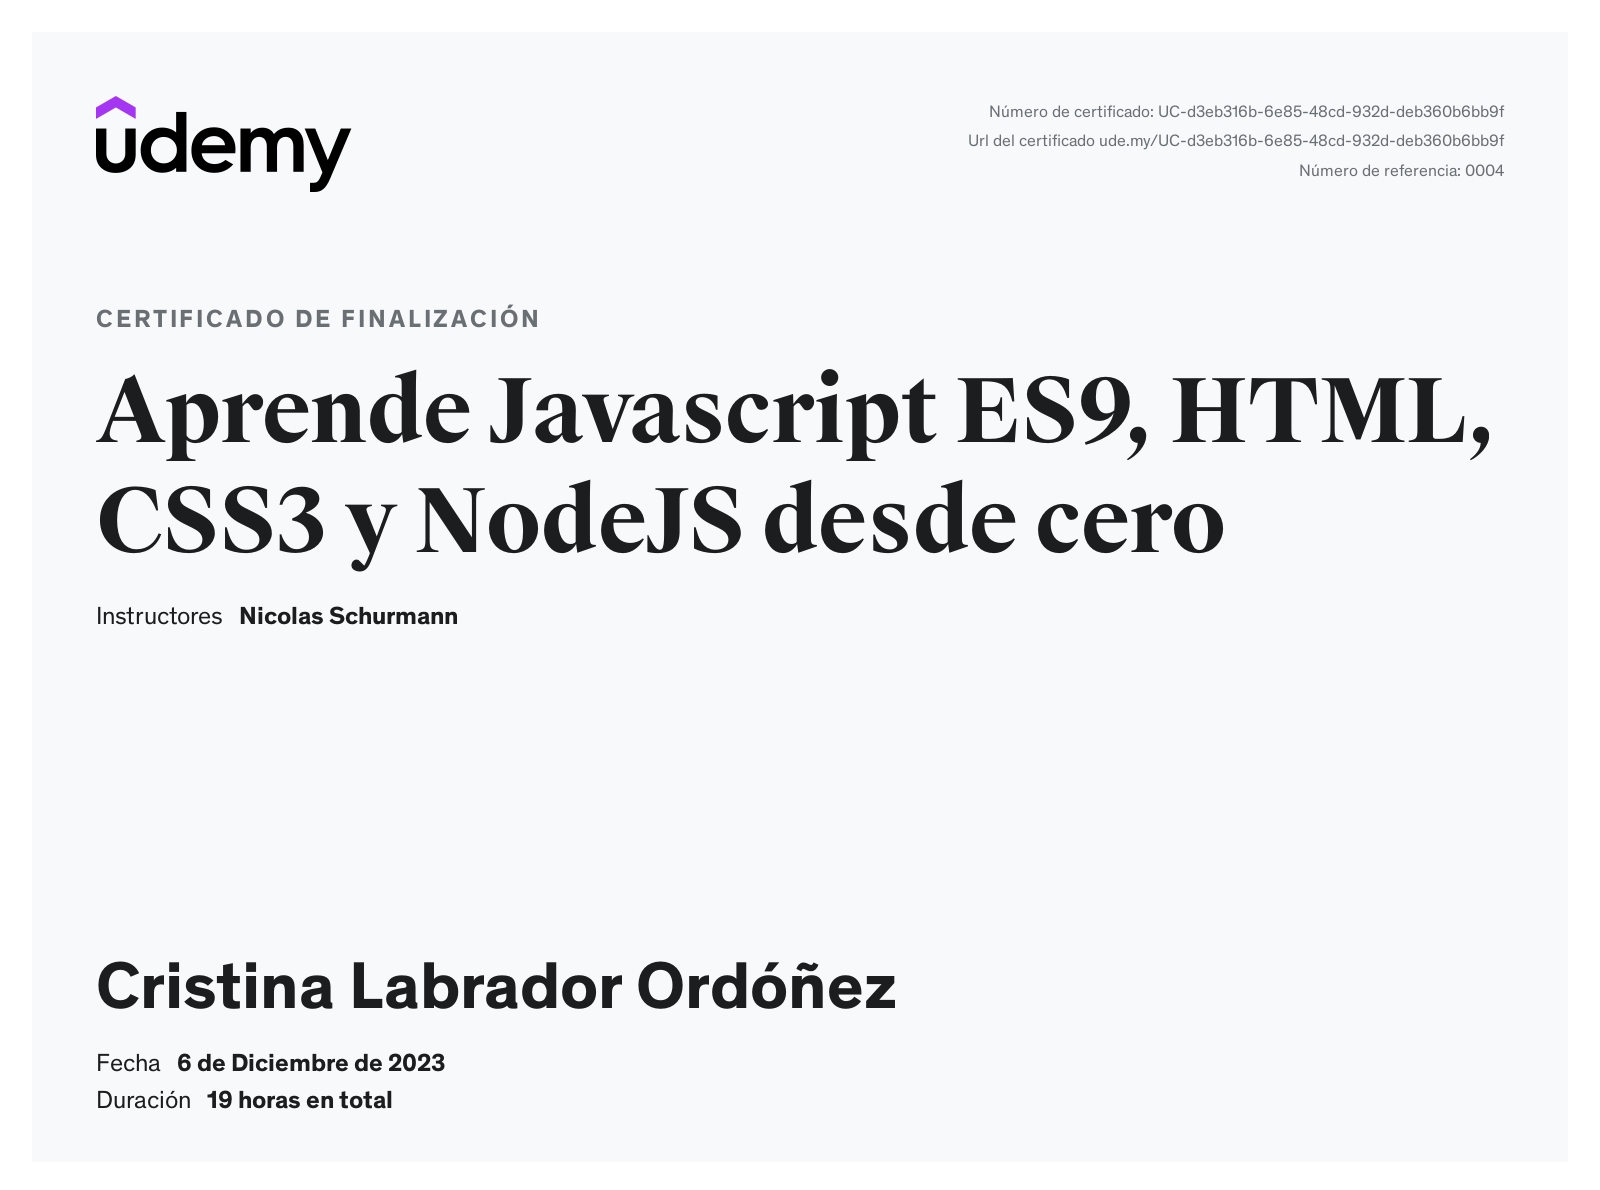 udemy
Número de certificado: UC-d3eb316b-6e85-48cd-932d-deb360b6bb9f
Url del certificado ude.my/UC-d3eb316b-6e85-48cd-932d-deb360b6bb9f
Número de referencia: 0004
CERTIFICADO DE FINALIZACIÓN
Aprende Javascript ES9, HTML,
CSS3 y NodeJS desde cero
Instructores Nicolas Schurmann
Cristina Labrador Ordóñez
Fecha 6 de Diciembre de 2023
Duración 19 horas en total